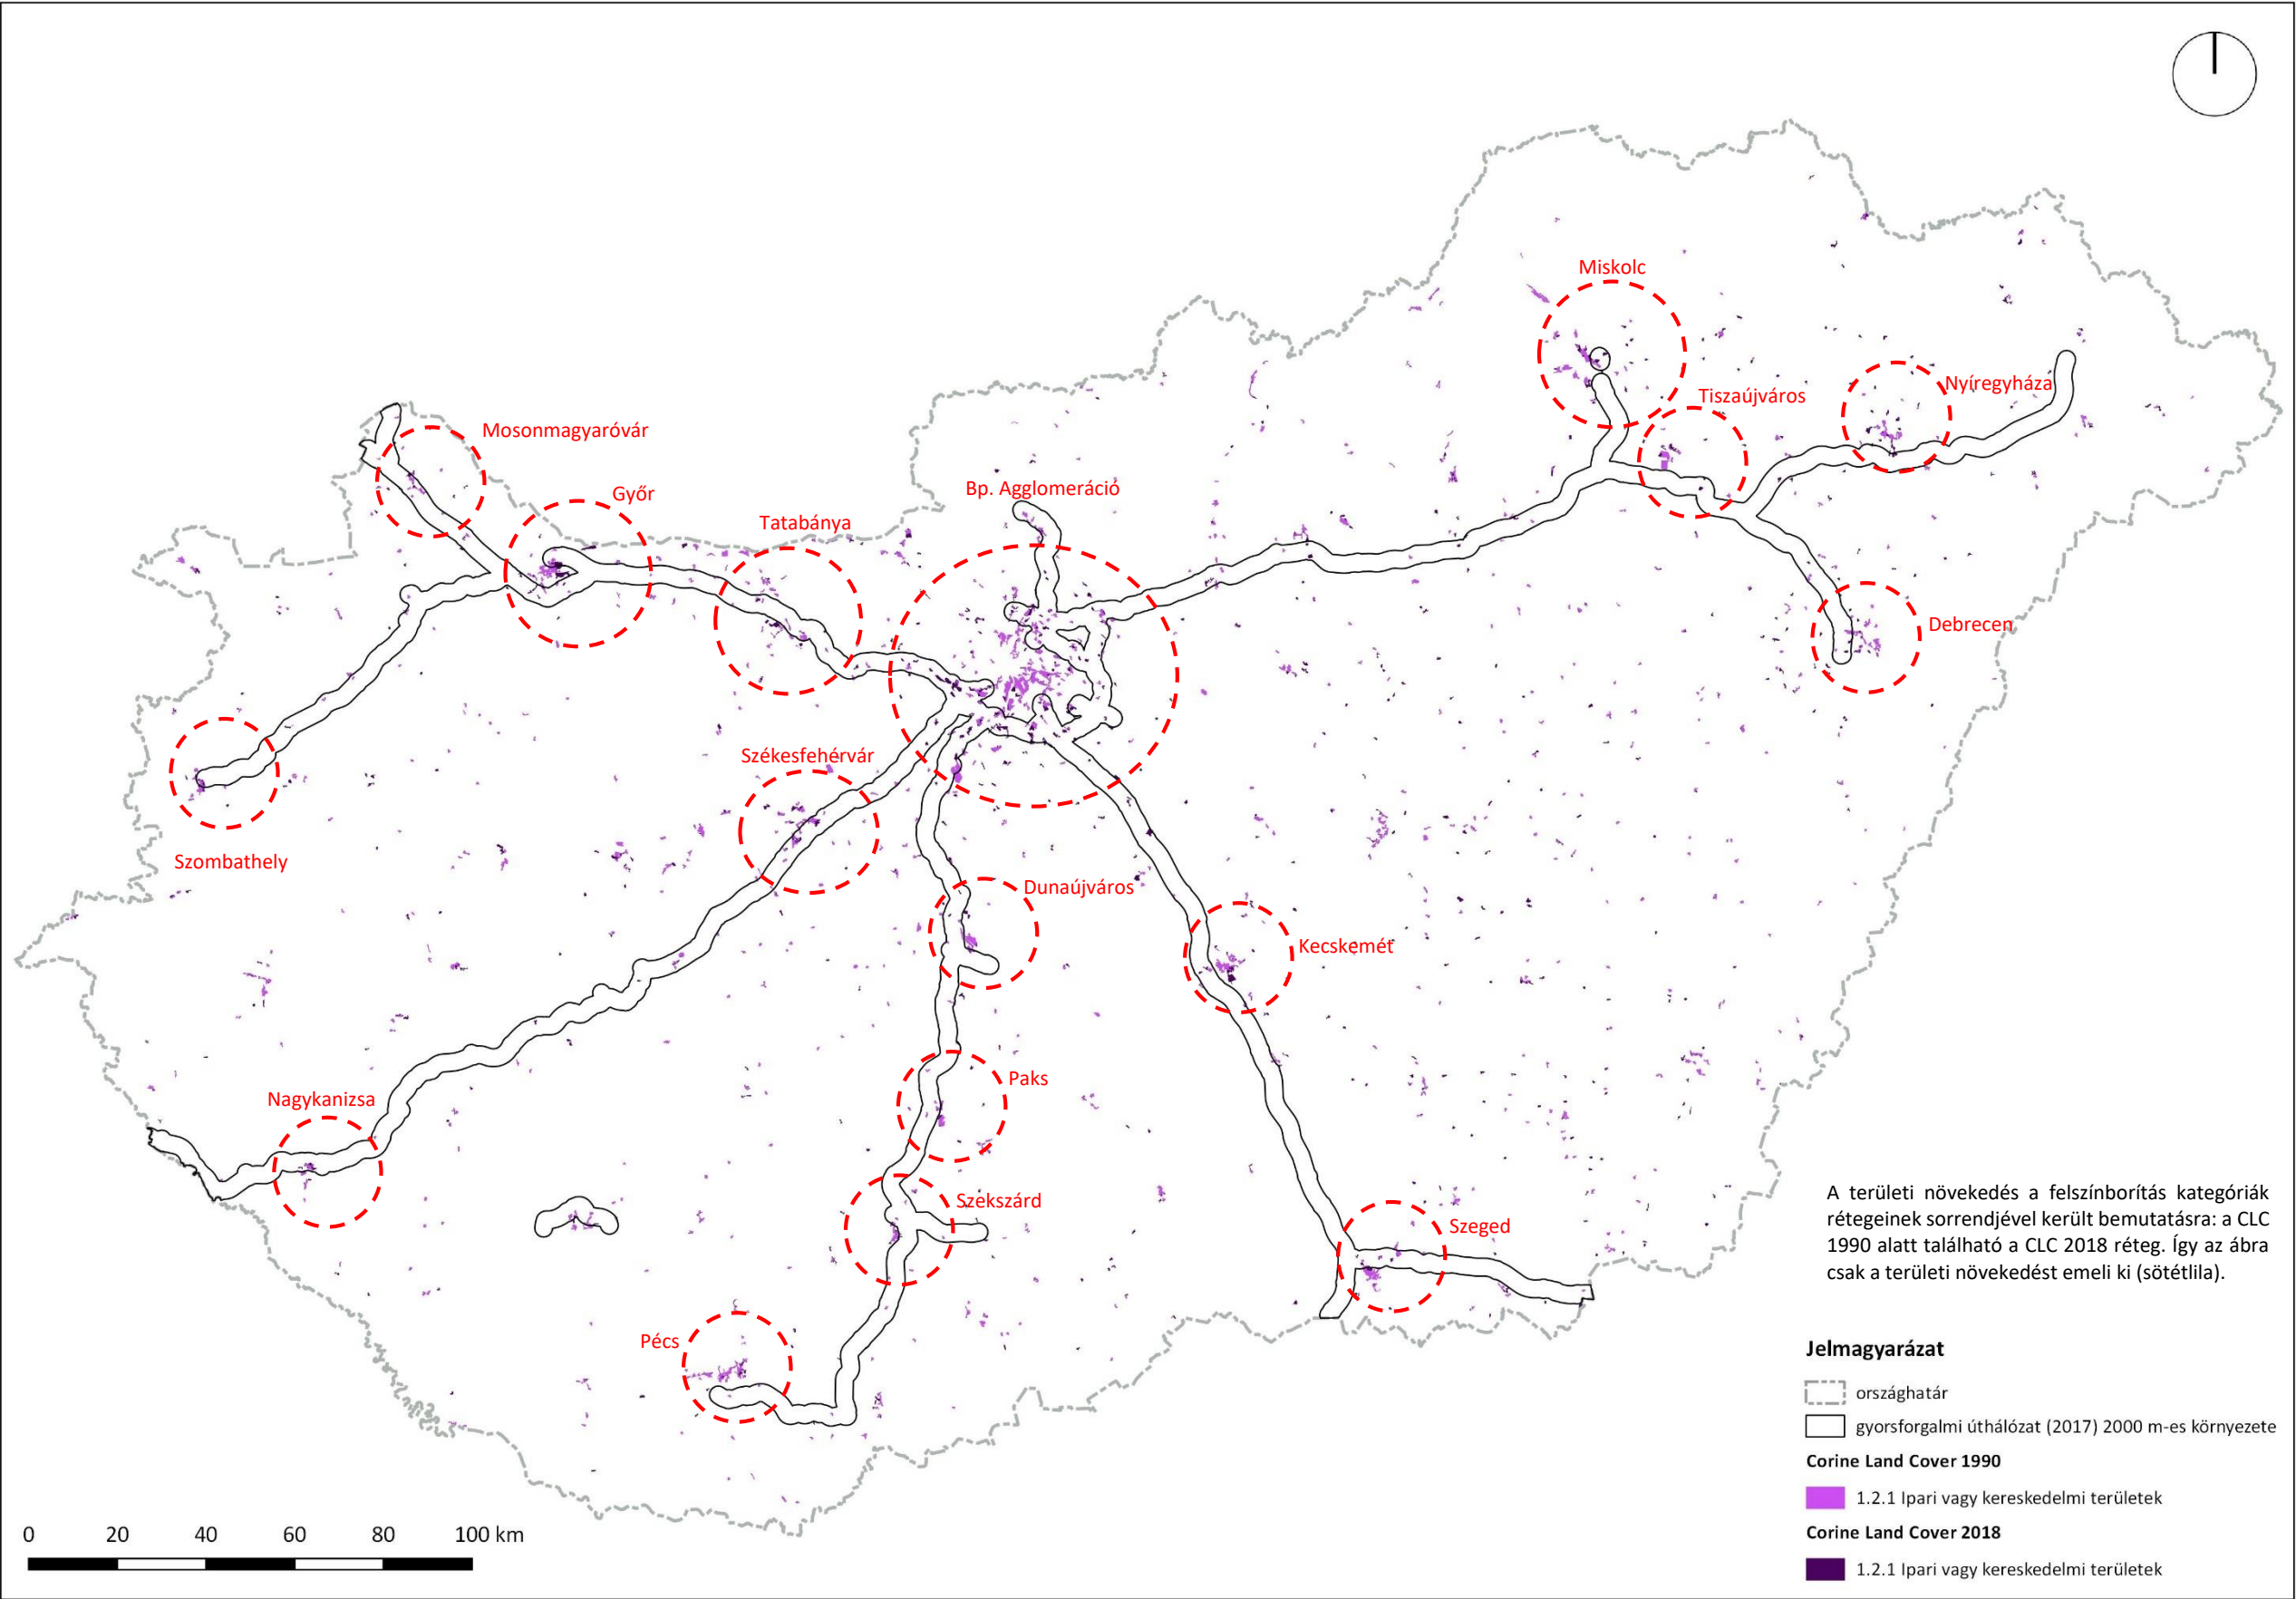 Miskolc
Nyíregyháza
Tiszaújváros
Mosonmagyaróvár
Győr
Bp. Agglomeráció
Tatabánya
Debrecen
Székesfehérvár
Szombathely
Dunaújváros
Kecskemét
Paks
Nagykanizsa
Szekszárd
Szeged
Pécs
A területi növekedés a felszínborítás kategóriák
rétegeinek sorrendjével került bemutatásra: a CLC
1990 alatt található a CLC 2018 réteg. Így az ábra
csak a területi növekedést emeli ki (sötétlila).
Jelmagyarázat
országhatár
gyorsforgalmi úthálózat (2017) 2000 m-es környezete
Corine Land Cover 1990
1.2.1 Ipari vagy kereskedelmi területek
Corine Land Cover 2018
1.2.1 Ipari vagy kereskedelmi területek
0 20 40 60 80 100 km